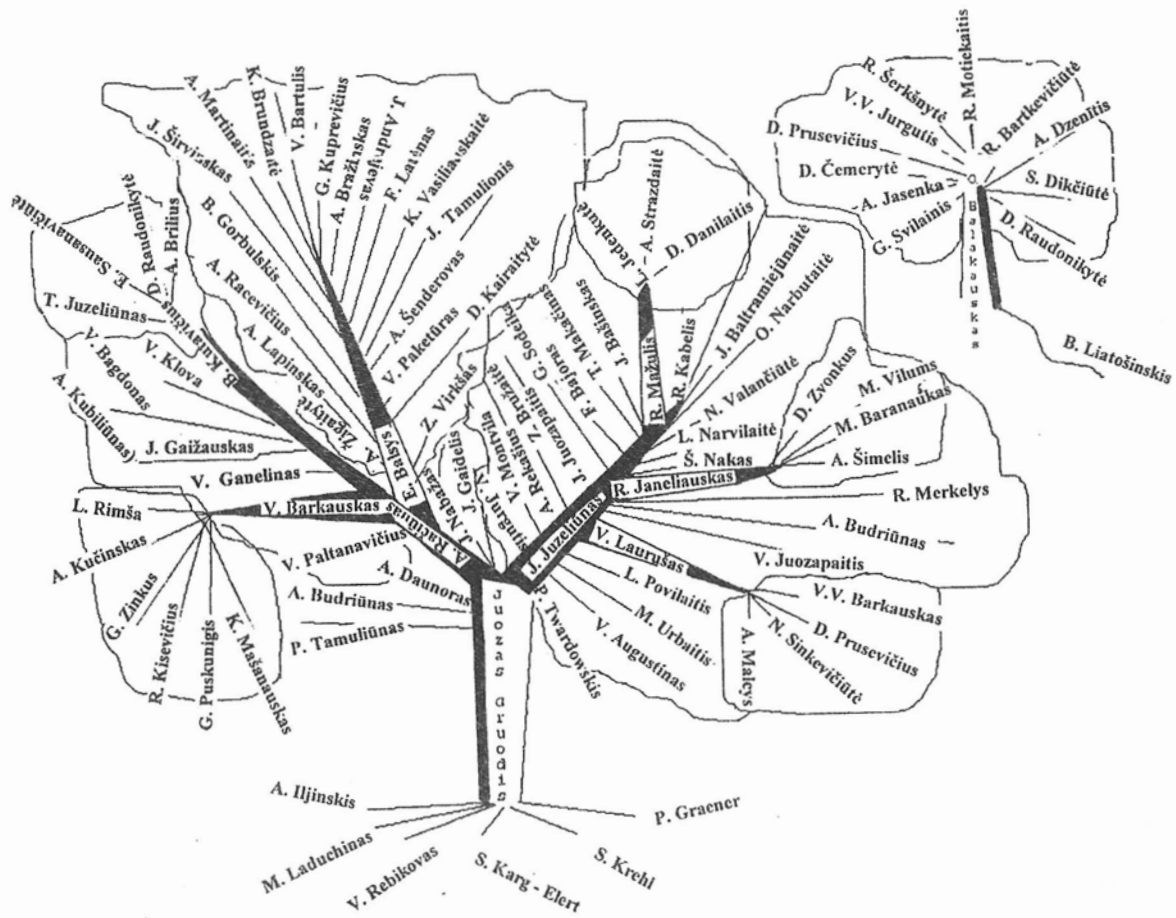 A. Martinaitis
K. Brundzaitė
V. Bartulis
J. Širvinskas
G. Kuprevičius
A. Bražinskas
J. Andrejevas
F. Latėnas
K. Vasiliauskaitė
J. Tamulionis
B. Gorbulskis
A. Racevičius
A. Lapinskas
A. Žigaitytė
A. Šenderovas
V. Paketūras
D. Kairaitytė
E. Balsys
E. Sausanavičiūtė
D. Raudonikytė
A. Brilius
T. Juzeliūnas
B. Kutavičius
V. Bagdonas
V. Klova
A. Kubiliūnas
J. Gaižauskas
V. Ganelinas
L. Rimša
V. Barkauskas
A. Račiūnas
A. Kučinskas
G. Zinkus
R. Kisevičius
G. Puskunigis
K. Mašanauskas
V. Paltanavičius
A. Daunoras
A. Budriūnas
P. Tamuliūnas
Z. Virkšas
J. Nabažas
J. Gaidelis
V. Montvila
A. Rekašius
Z. Bružaitė
J. Juozapaitis
G. Sodeika
F. Bajoras
T. Makačinas
J. Bašinskas
L. Jedenkutė
A. Strazdaitė
D. Danilaitis
R. Mažulis
R. Kabelis
J. Baltramiejūnaitė
O. Narbutaitė
N. Valančiūtė
L. Narvilaitė
Š. Nakas
R. Janeliauskas
D. Zvonkus
M. Vilums
M. Baranaukas
A. Šimelis
R. Merkelys
A. Budriūnas
V. Juozapaitis
J. Juzeliūnas
V. Laurušas
V.V. Barkauskas
D. Prusevičius
N. Sinkevičiūtė
A. Malcys
L. Povilaitis
M. Urbaitis
V. Augustinas
P. Twardowskis
Juozas Gruodis
A. Iljinskis
M. Laduchinas
V. Rebikovas
S. Karg - Elert
S. Krehl
P. Graener
R. Motiekaitis
R. Šerkšnytė
V.V. Jurgutis
D. Prusevičius
D. Čemerytė
A. Jasenka
G. Svilainis
R. Bartkevičiūtė
A. Dzenītis
S. Dikčiūtė
D. Raudonikytė
O. Balakauskas
B. Liatošinskis